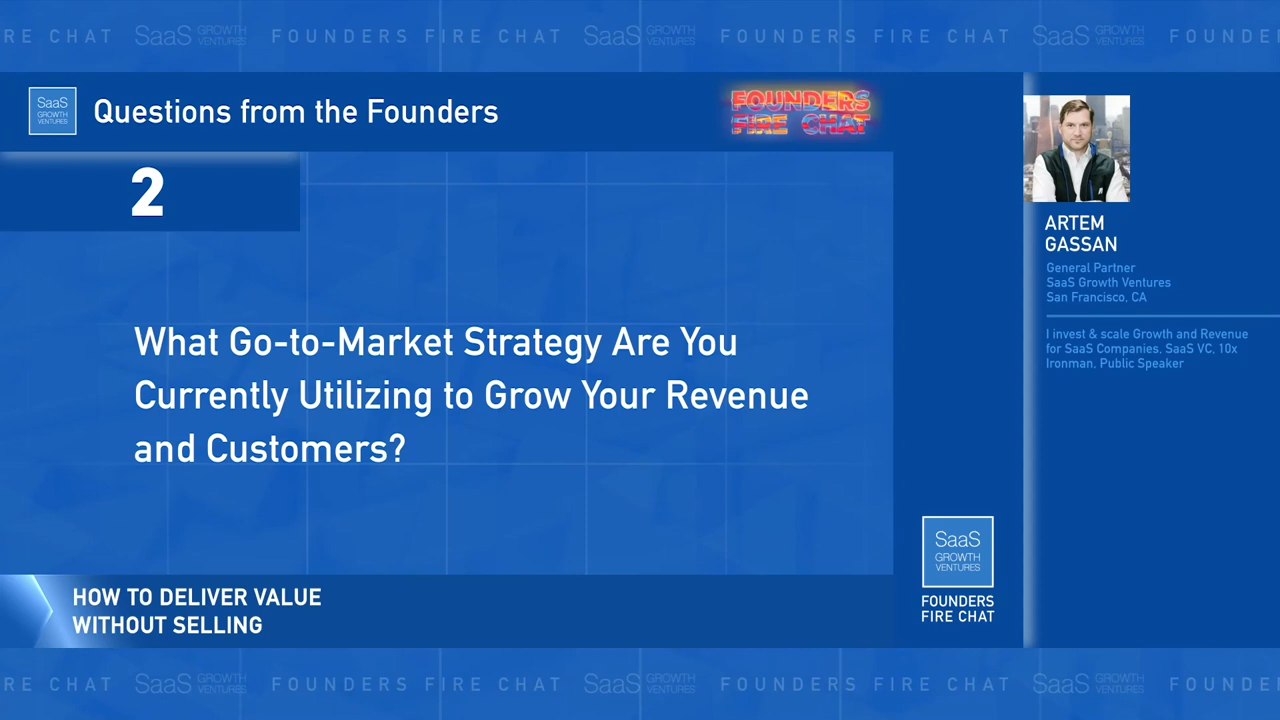 RE CHAT SaaS GROWTH VENTURES FOUNDERS FIRE CHAT SaaS GROWTH VENTURES FOUNDERS FIRE CHAT SaaS GROWTH VENTURES FOUNDE
SaaS
GROWTH
VENTURES
Questions from the Founders
FOUNDERS
FIRE CHAT
2
What Go-to-Market Strategy Are You
Currently Utilizing to Grow Your Revenue
and Customers?
HOW TO DELIVER VALUE
WITHOUT SELLING
SaaS
GROWTH
VENTURES
FOUNDERS
FIRE CHAT
ARTEM
GASSAN
General Partner
SaaS Growth Ventures
San Francisco, CA
I invest & scale Growth and Revenue
for SaaS Companies, SaaS VC, 10x
Ironman, Public Speaker
RE CHAT SaaS GROWTH VENTURES FOUNDERS FIRE CHAT SaaS GROWTH VENTURES FOUNDERS FIRE CHAT SaaS GROWTH VENTURES FOUNDE